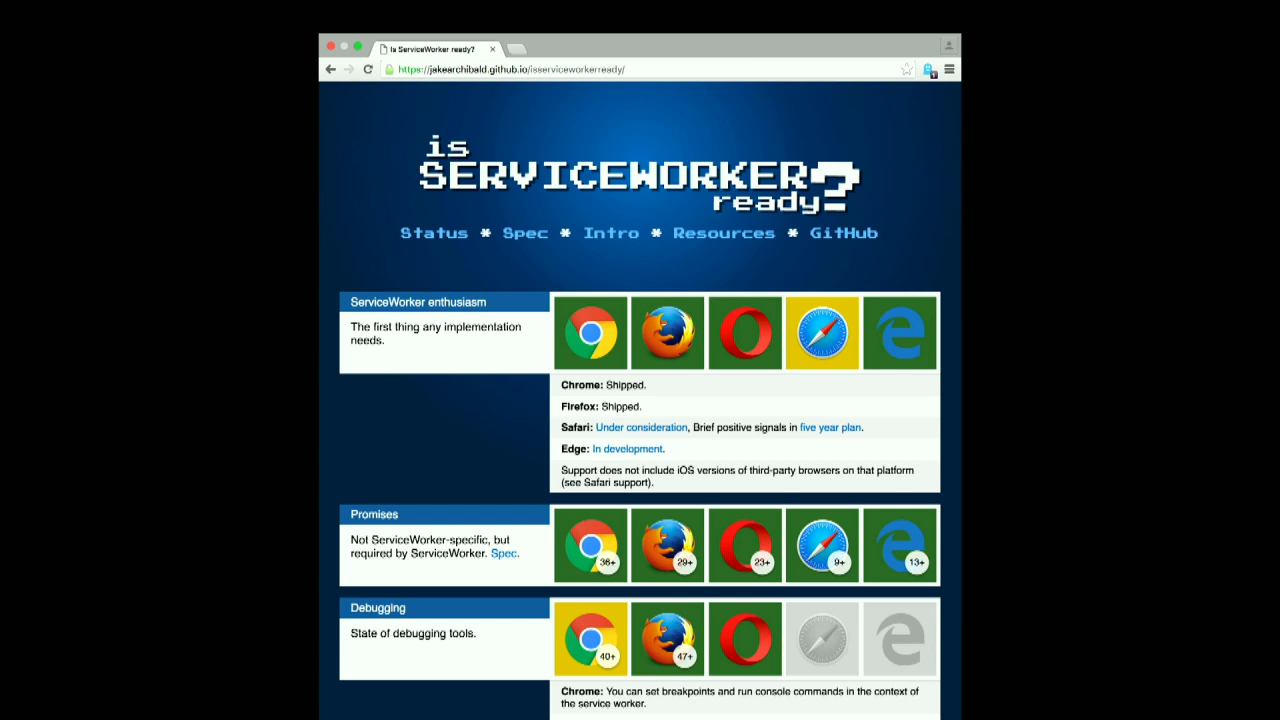 Is ServiceWorker ready?
https://jakearchibald.github.io/isserviceworkerready/
is
SERVICEWORKER?
ready
Status * Spec * Intro * Resources * GitHub
ServiceWorker enthusiasm
The first thing any implementation
needs.
Chrome: Shipped.
Firefox: Shipped.
Safari: Under consideration, Brief positive signals in five year plan.
Edge: In development.
Support does not include iOS versions of third-party browsers on that platform
(see Safari support).
Promises
Not ServiceWorker-specific, but
required by ServiceWorker. Spec.
36+ 29+ 23+ 9+ 13+
Debugging
State of debugging tools.
40+ 47+
Chrome: You can set breakpoints and run console commands in the context of
the service worker.